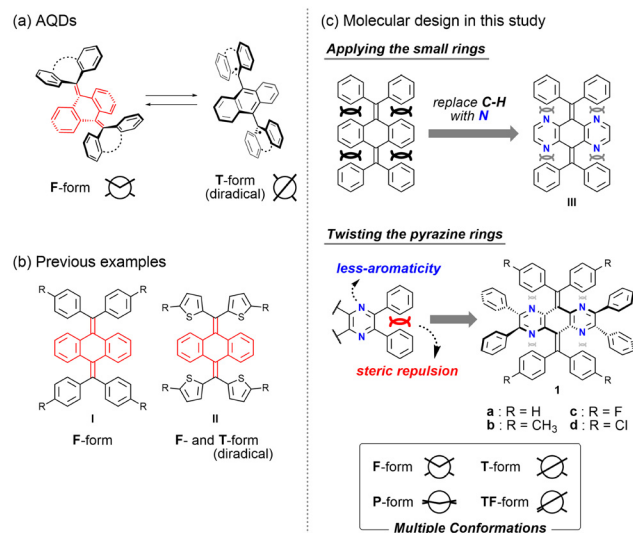 (a) AQDs
F-form
T-form
(diradical)
(b) Previous examples
R
R
R
R
I
F-form
R
S
S
R
R
S
S
R
II
F- and T-form
(diradical)
(c) Molecular design in this study
Applying the small rings
replace C-H
with N
N
N
N
N
III
Twisting the pyrazine rings
less-aromaticity
N
N
steric repulsion
R
R
N
N
N
N
R
R
1
a : R = H
c : R = F
b : R = CH3
d : R = Cl
F-form
T-form
P-form
TF-form
Multiple Conformations